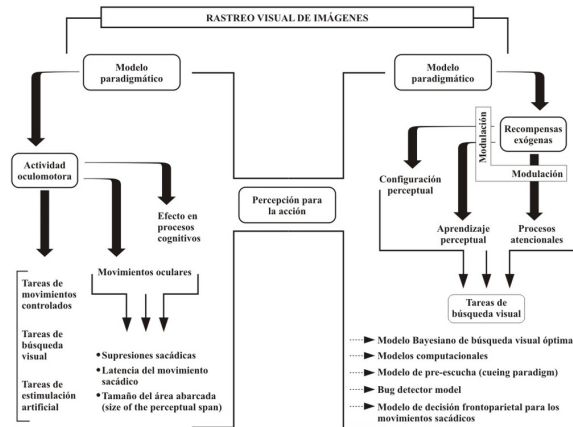 RASTREO VISUAL DE IMÁGENES
Modelo
paradigmático
Modelo
paradigmático
Actividad
oculomotora
Efecto en
procesos
cognitivos
Movimientos oculares
Tareas de
movimientos
controlados
Tareas de
búsqueda
visual
Tareas de
estimulación
artificial
• Supresiones sacádicas
• Latencia del movimiento
sacádico
• Tamaño del área abarcada
(size of the perceptual span)
Percepción para
la acción
Recompensas
exógenas
Modulación
Modulación
Configuración
perceptual
Aprendizaje
perceptual
Procesos
atencionales
Tareas de
búsqueda visual
Modelo Bayesiano de búsqueda visual óptima
Modelos computacionales
Modelo de pre-escucha (cueing paradigm)
Bug detector model
Modelo de decisión frontoparietal para los
movimientos sacádicos